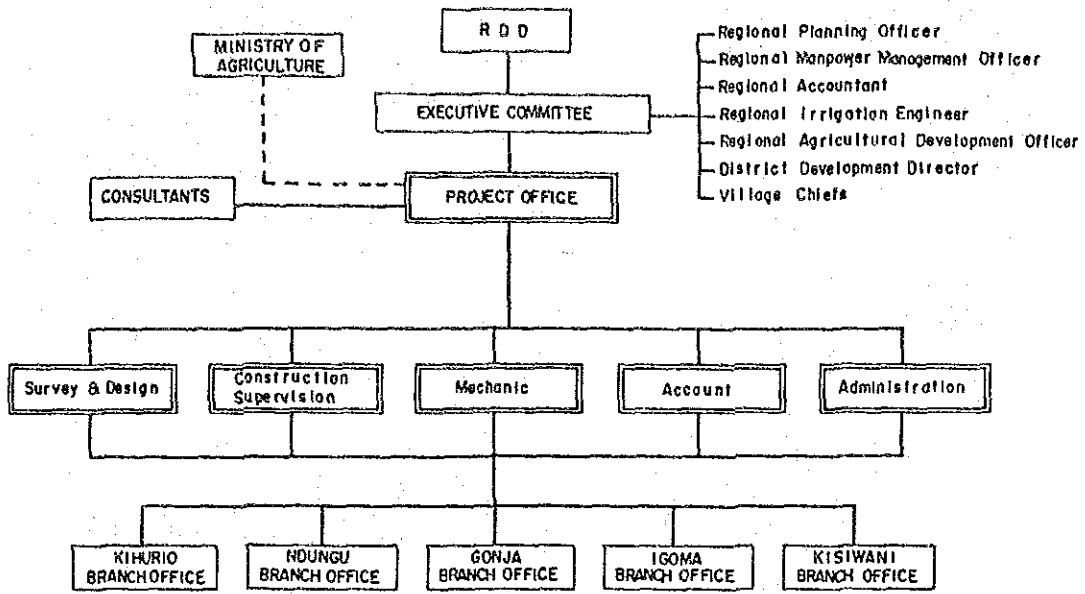 R D D
MINISTRY OF
AGRICULTURE
EXECUTIVE COMMITTEE
Regional Planning Officer
Regional Manpower Management Officer
Regional Accountant
Regional Irrigation Engineer
Regional Agricultural Development Officer
District Development Director
Village Chiefs
CONSULTANTS
PROJECT OFFICE
Survey & Design
Construction
Supervision
Mechanic
Account
Administration
KIHURIO
BRANCH OFFICE
NDUNGU
BRANCH OFFICE
GONJA
BRANCH OFFICE
IGOMA
BRANCH OFFICE
KISIWANI
BRANCH OFFICE